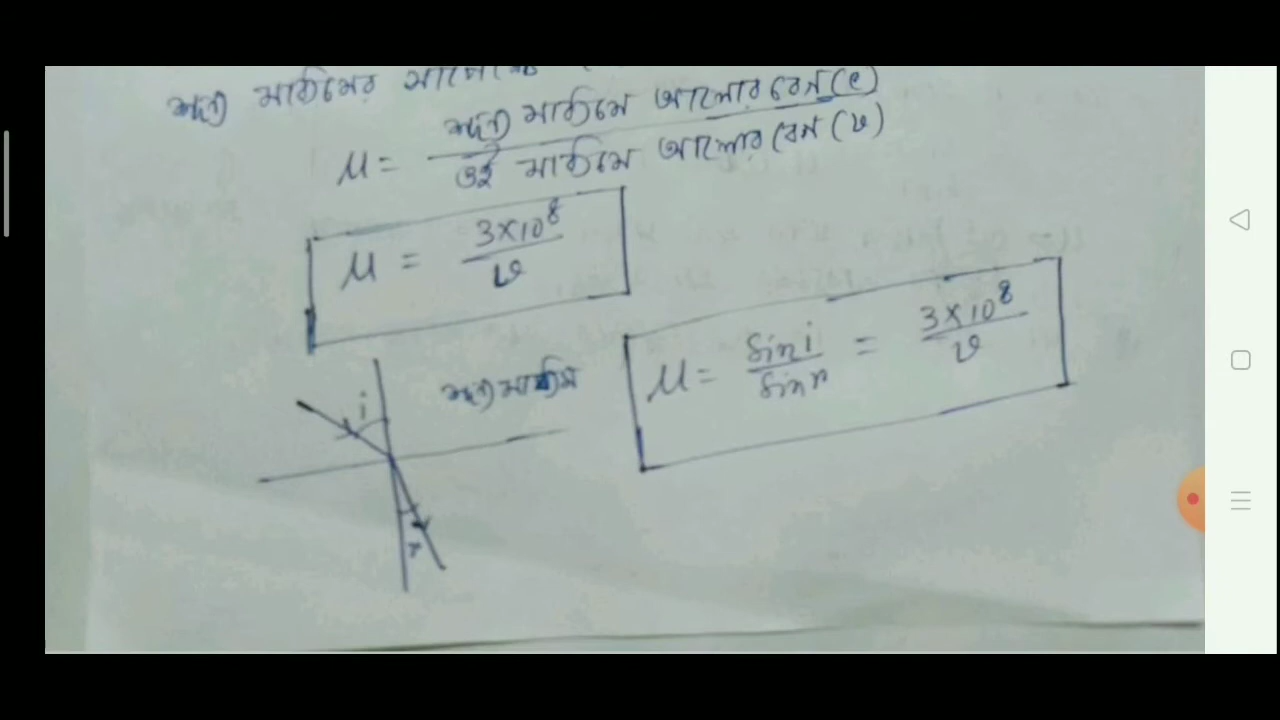 শূন্য মাধ্যমের সাপেক্ষে
μ = শূন্য মাধ্যমে আলোর বেগ (c) / ওই মাধ্যমে আলোর বেগ (v)
μ = 3×10⁸ / v
i
শূন্য মাধ্যম
μ = sin i / sin r = 3×10⁸ / v
r